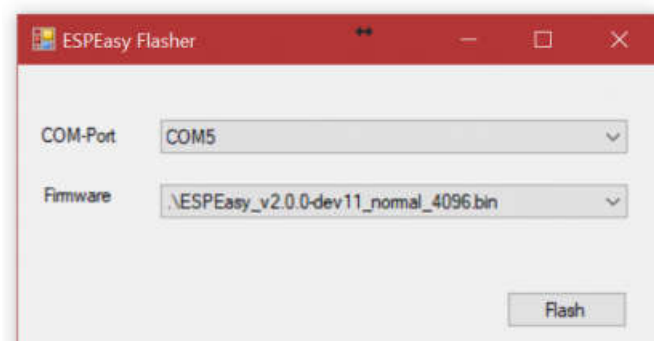 ESPEasy Flasher
COM-Port COM5
Firmware .\ESPEasy_v2.0.0-dev11_normal_4096.bin
Flash